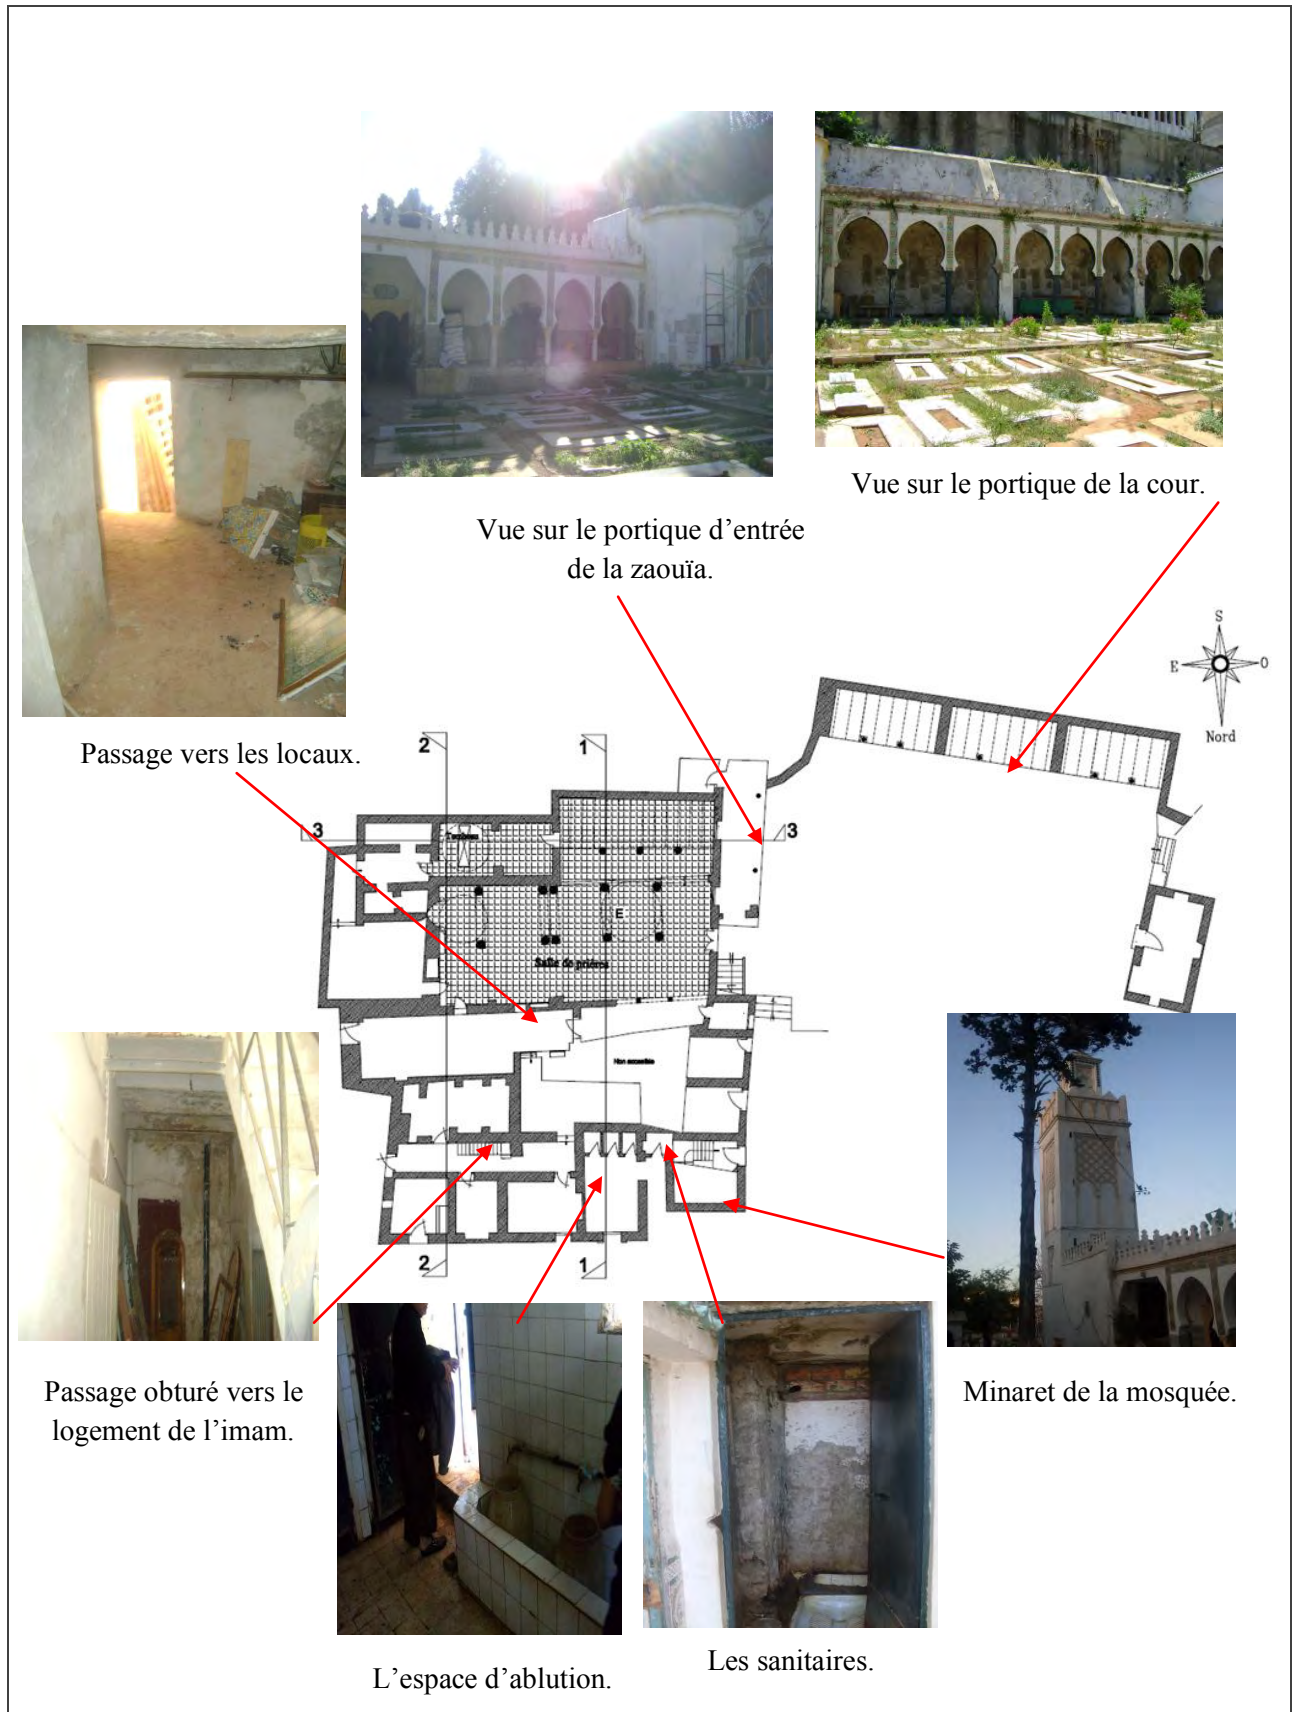 Vue sur le portique de la cour.
Vue sur le portique d’entrée
de la zaouïa.
S
E
O
Nord
Passage vers les locaux.
2
1
3
3
Tombeau
E
Salle de prières
Non accessible
2
1
Passage obturé vers le
logement de l’imam.
Minaret de la mosquée.
Les sanitaires.
L’espace d’ablution.